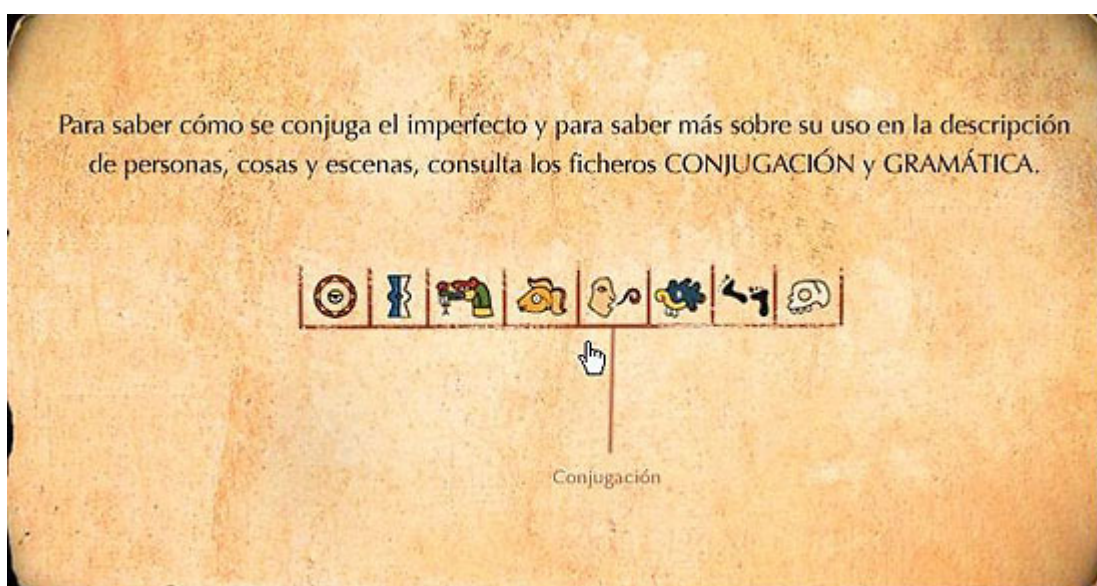 Para saber cómo se conjuga el imperfecto y para saber más sobre su uso en la descripción
de personas, cosas y escenas, consulta los ficheros CONJUGACIÓN y GRAMÁTICA.
Conjugación